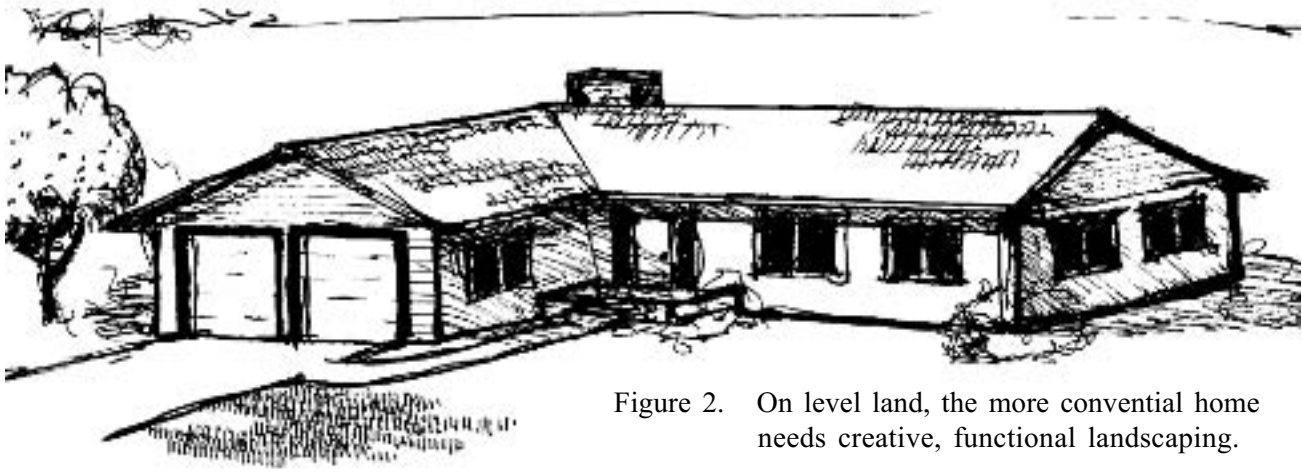 Figure 2. On level land, the more convential home
needs creative, functional landscaping.